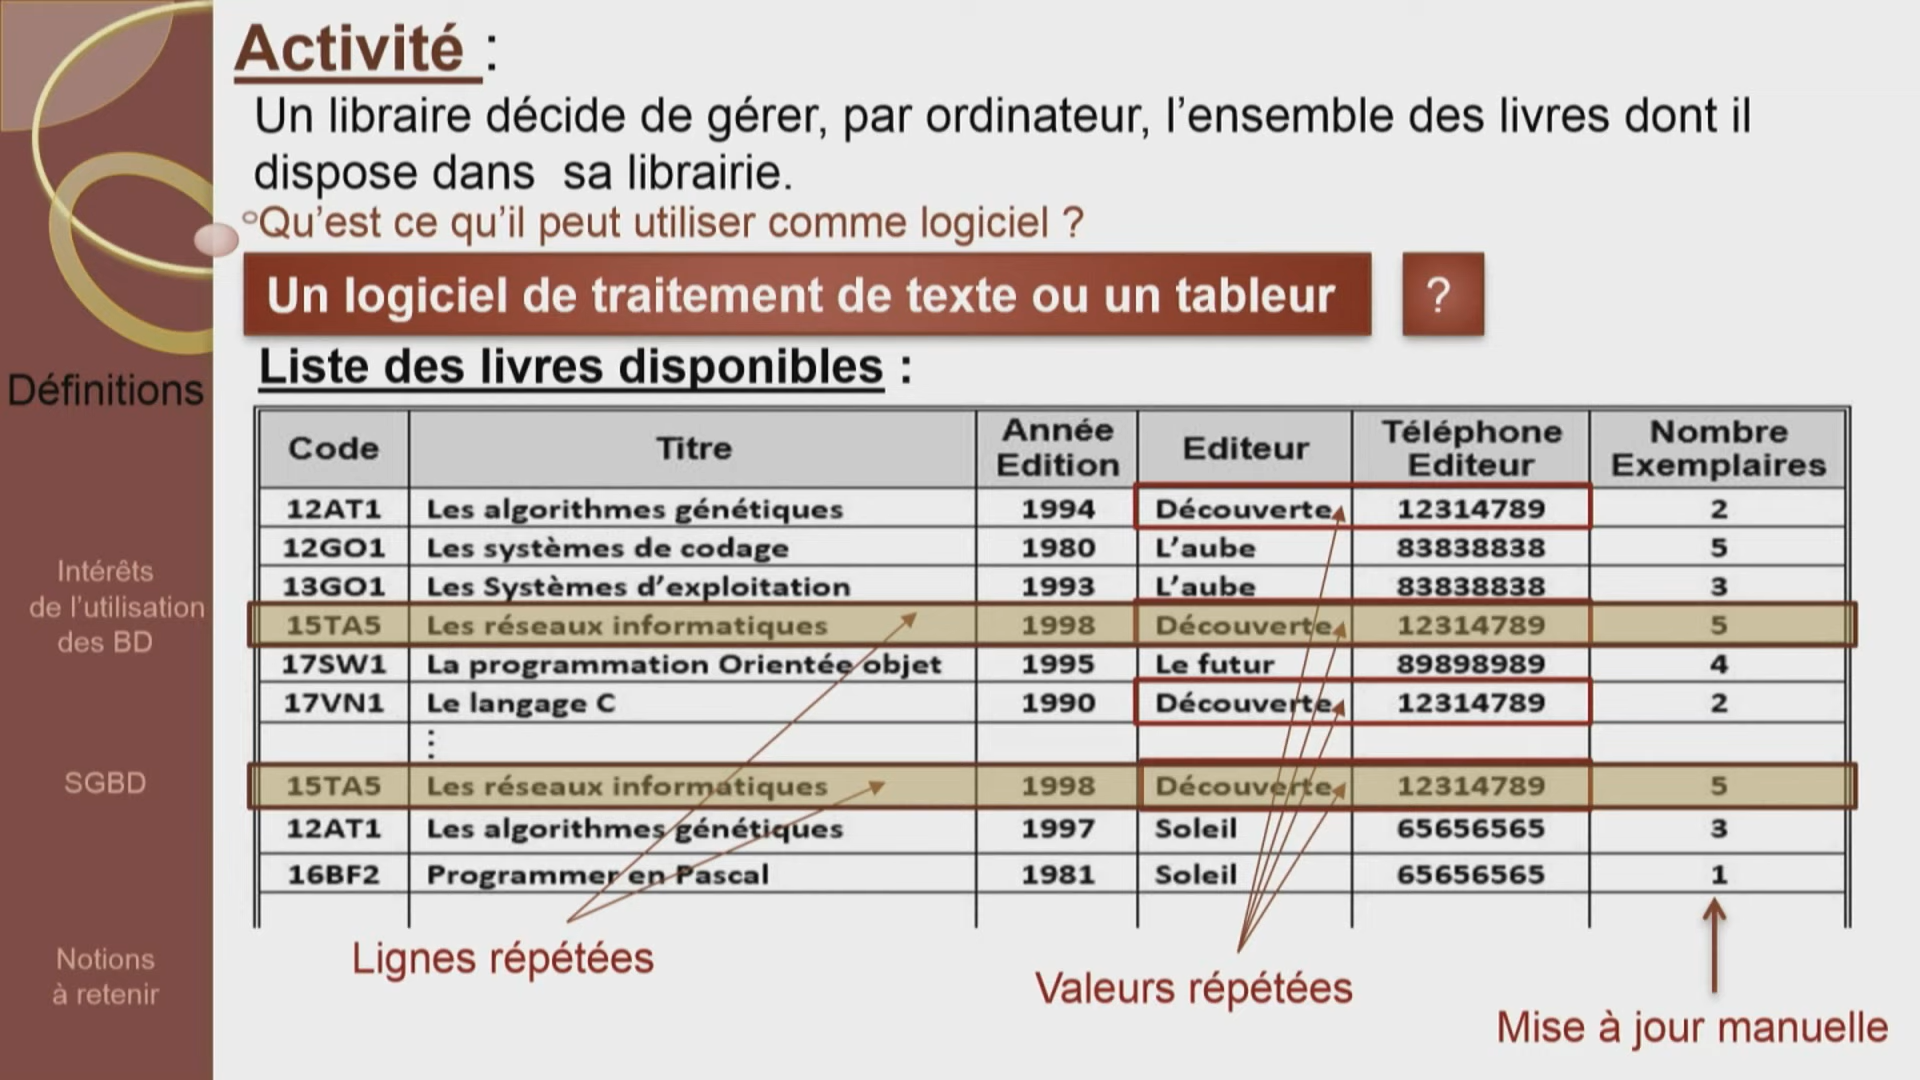 Activité :
Un libraire décide de gérer, par ordinateur, l'ensemble des livres dont il
dispose dans sa librairie.
°Qu'est ce qu'il peut utiliser comme logiciel ?
Un logiciel de traitement de texte ou un tableur ?
Liste des livres disponibles :
Code Titre Année Edition Editeur Téléphone Editeur Nombre Exemplaires
12AT1 Les algorithmes génétiques 1994 Découverte 12314789 2
12GO1 Les systèmes de codage 1980 L'aube 83838838 5
13GO1 Les Systèmes d'exploitation 1993 L'aube 83838838 3
15TA5 Les réseaux informatiques 1998 Découverte 12314789 5
17SW1 La programmation Orientée objet 1995 Le futur 89898989 4
17VN1 Le langage C 1990 Découverte 12314789 2
⋮
15TA5 Les réseaux informatiques 1998 Découverte 12314789 5
12AT1 Les algorithmes génétiques 1997 Soleil 65656565 3
16BF2 Programmer en Pascal 1981 Soleil 65656565 1
Lignes répétées
Valeurs répétées
Mise à jour manuelle
Définitions
Intérêts
de l'utilisation
des BD
SGBD
Notions
à retenir